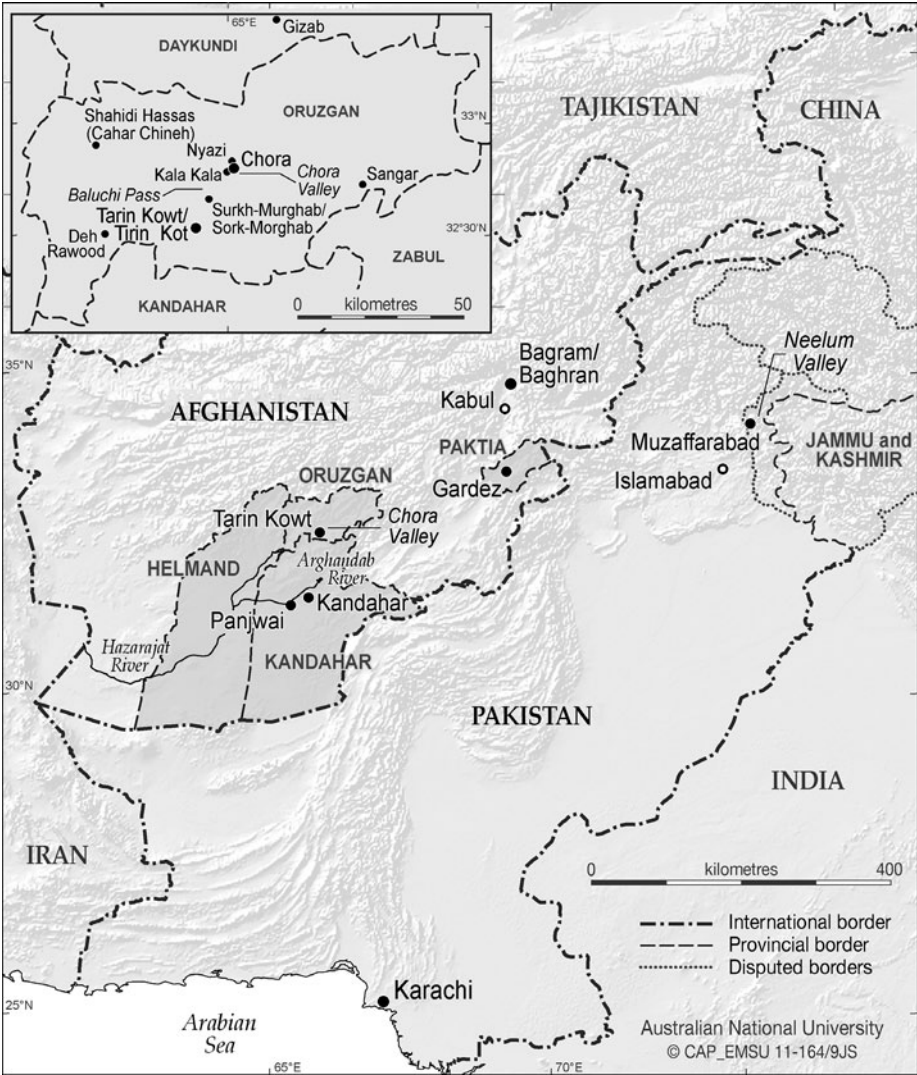 65°E
Gizab
DAYKUNDI
ORUZGAN
33°N
Shahidi Hassas
(Cahar Chineh)
Nyazi
Chora
Kala Kala
Chora
Valley
Sangar
Baluchi Pass
Tarin Kowt/
Tirin Kot
Surkh-Murghab/
Sork-Morghab
32°30'N
Deh
Rawood
ZABUL
KANDAHAR
0 kilometres 50
TAJIKISTAN
CHINA
35°N
Bagram/
Baghran
Neelum
Valley
AFGHANISTAN
Kabul
Muzaffarabad
JAMMU and
KASHMIR
PAKTIA
Islamabad
Gardez
ORUZGAN
Tarin Kowt
Chora
Valley
HELMAND
Arghandab
River
Kandahar
Panjwai
Hazarajat
River
KANDAHAR
30°N
PAKISTAN
INDIA
IRAN
0 kilometres 400
International border
Provincial border
Disputed borders
Karachi
25°N
Arabian
Sea
Australian National University
© CAP_EMSU 11-164/9JS
65°E
70°E